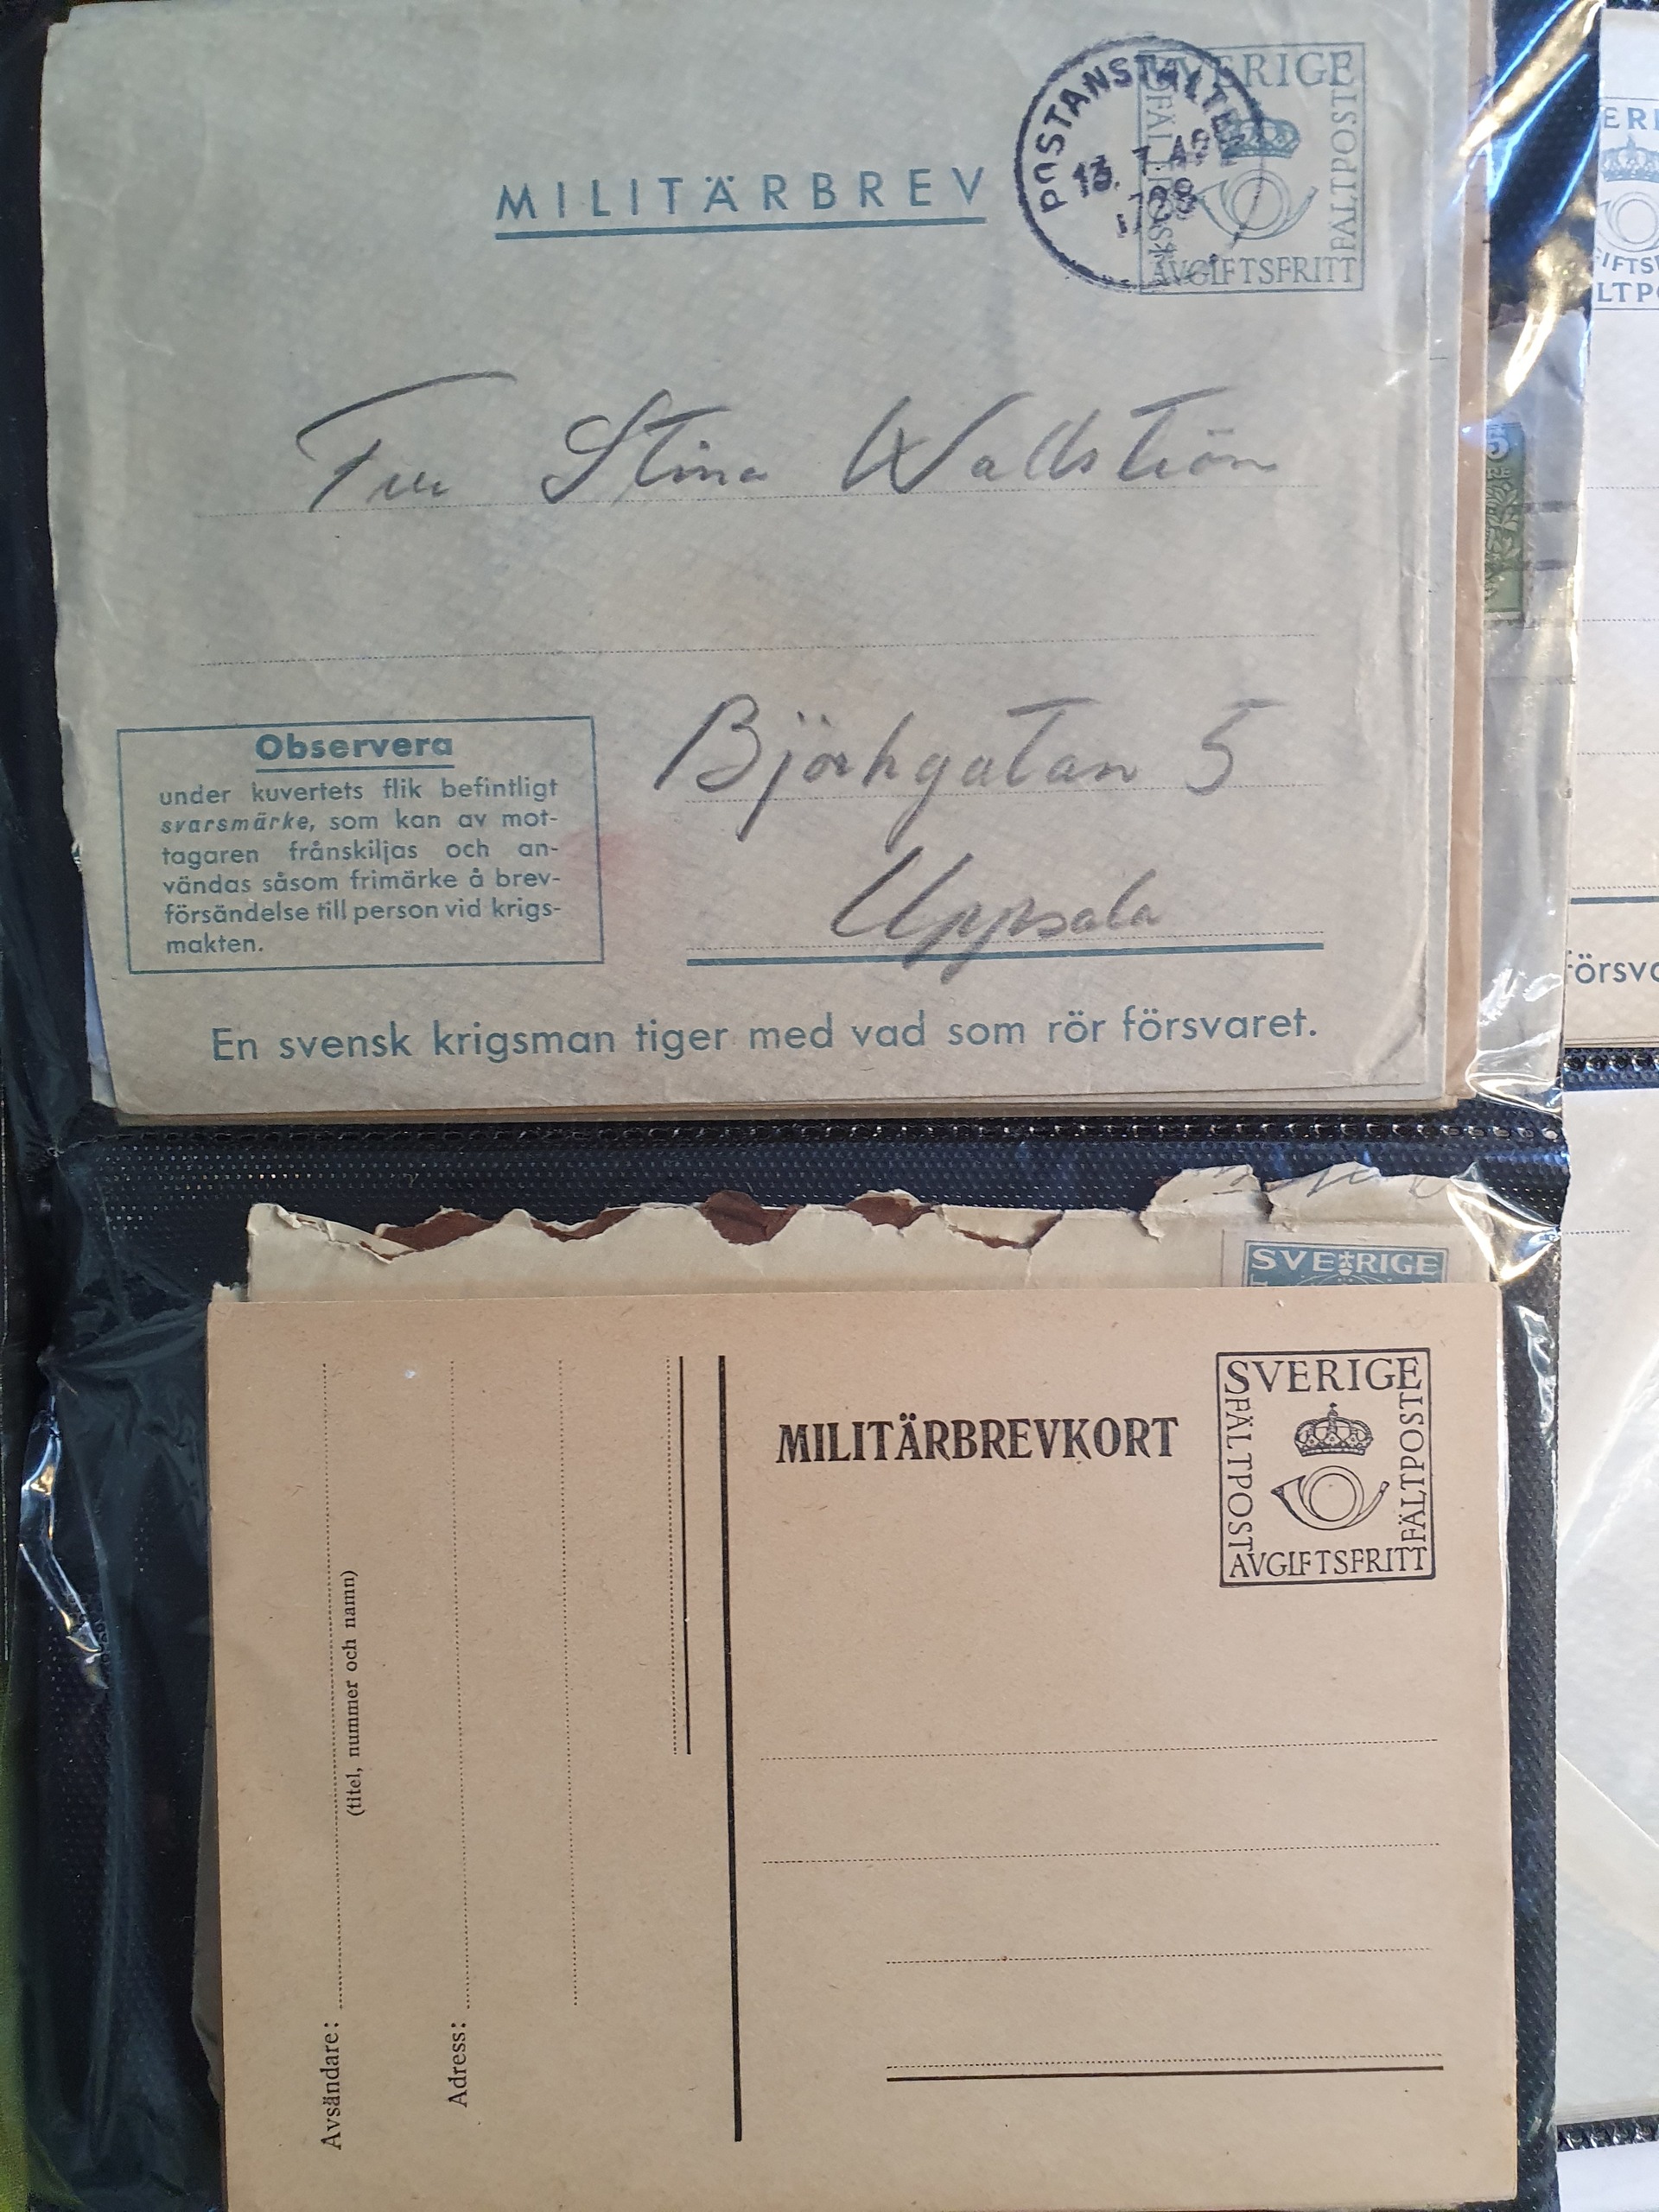 MILITÄRBREV
POSTANSTALTEN
13. 7. 42
1708
SVERIGE
FÄLTPOST
FÄLTPOST
AVGIFTSFRITT
Fru Stina Wallström
Björkgatan 5
Uppsala
Observera
under kuvertets flik befintligt
svarsmärke, som kan av mot-
tagaren frånskiljas och an-
vändas såsom frimärke å brev-
försändelse till person vid krigs-
makten.
En svensk krigsman tiger med vad som rör försvaret.
5
SVERIGE
MILITÄRBREVKORT
SVERIGE
FÄLTPOST
FÄLTPOST
AVGIFTSFRITT
Avsändare:
(titel, nummer och namn)
Adress: